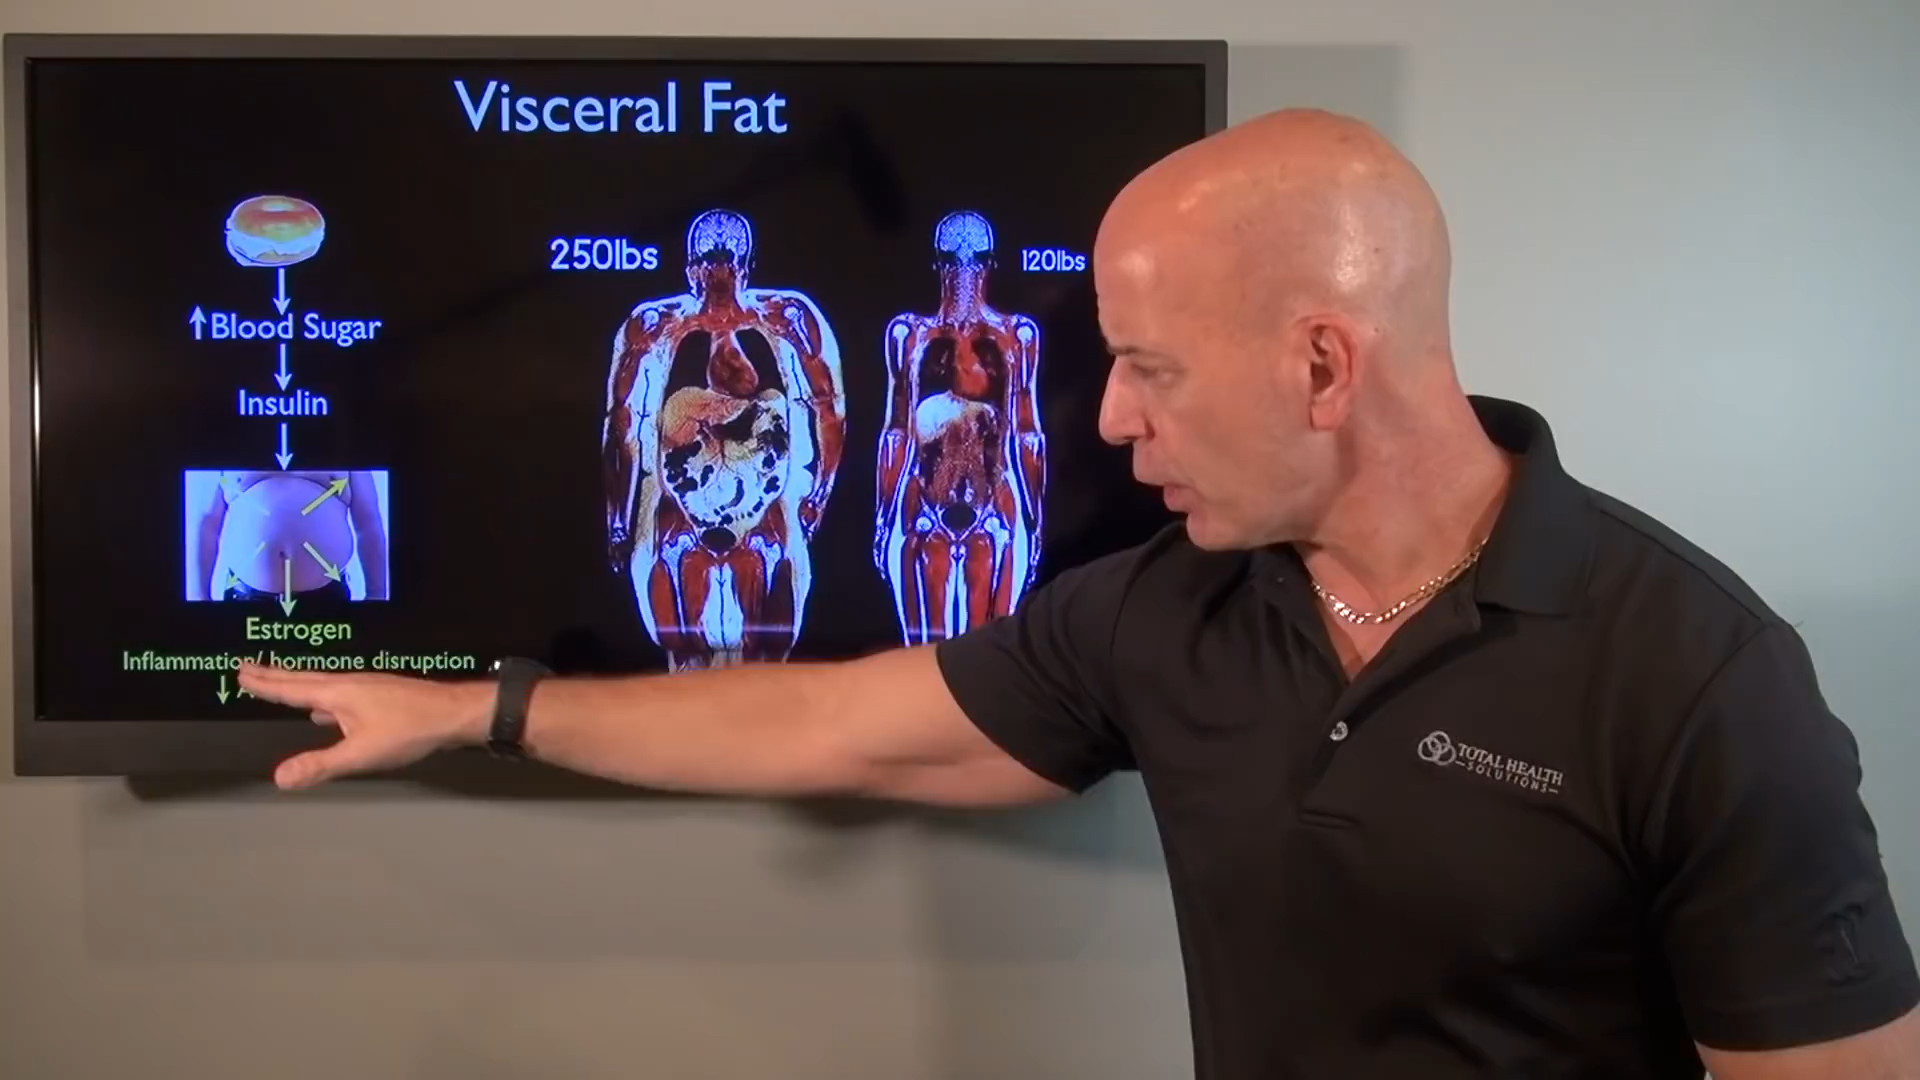 Visceral Fat
250lbs
120lbs
↑Blood Sugar
Insulin
Estrogen
Inflammation/ hormone disruption
↓
TOTAL HEALTH
–SOLUTIONS–